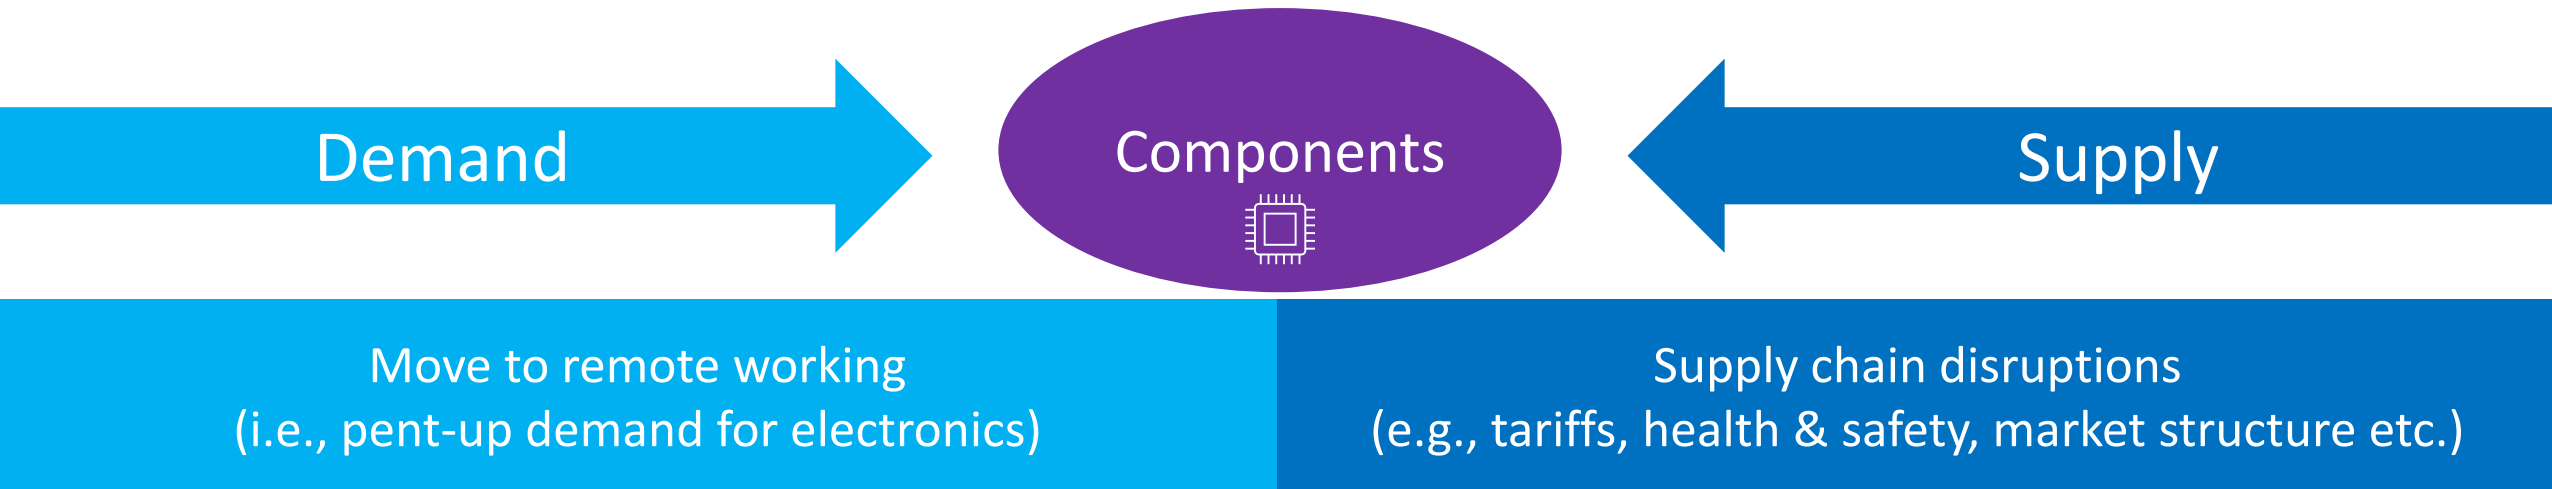 Demand
Components
Supply
Move to remote working
(i.e., pent-up demand for electronics)
Supply chain disruptions
(e.g., tariffs, health & safety, market structure etc.)